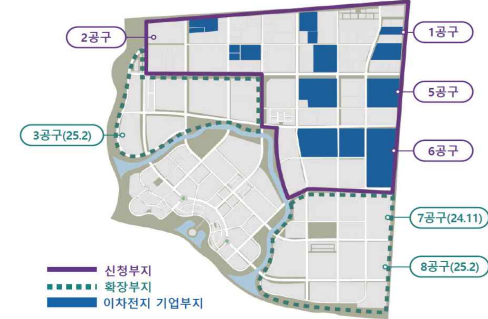 2공구
1공구
5공구
3공구(25.2)
6공구
7공구(24.11)
8공구(25.2)
신청부지
확장부지
이차전지 기업부지